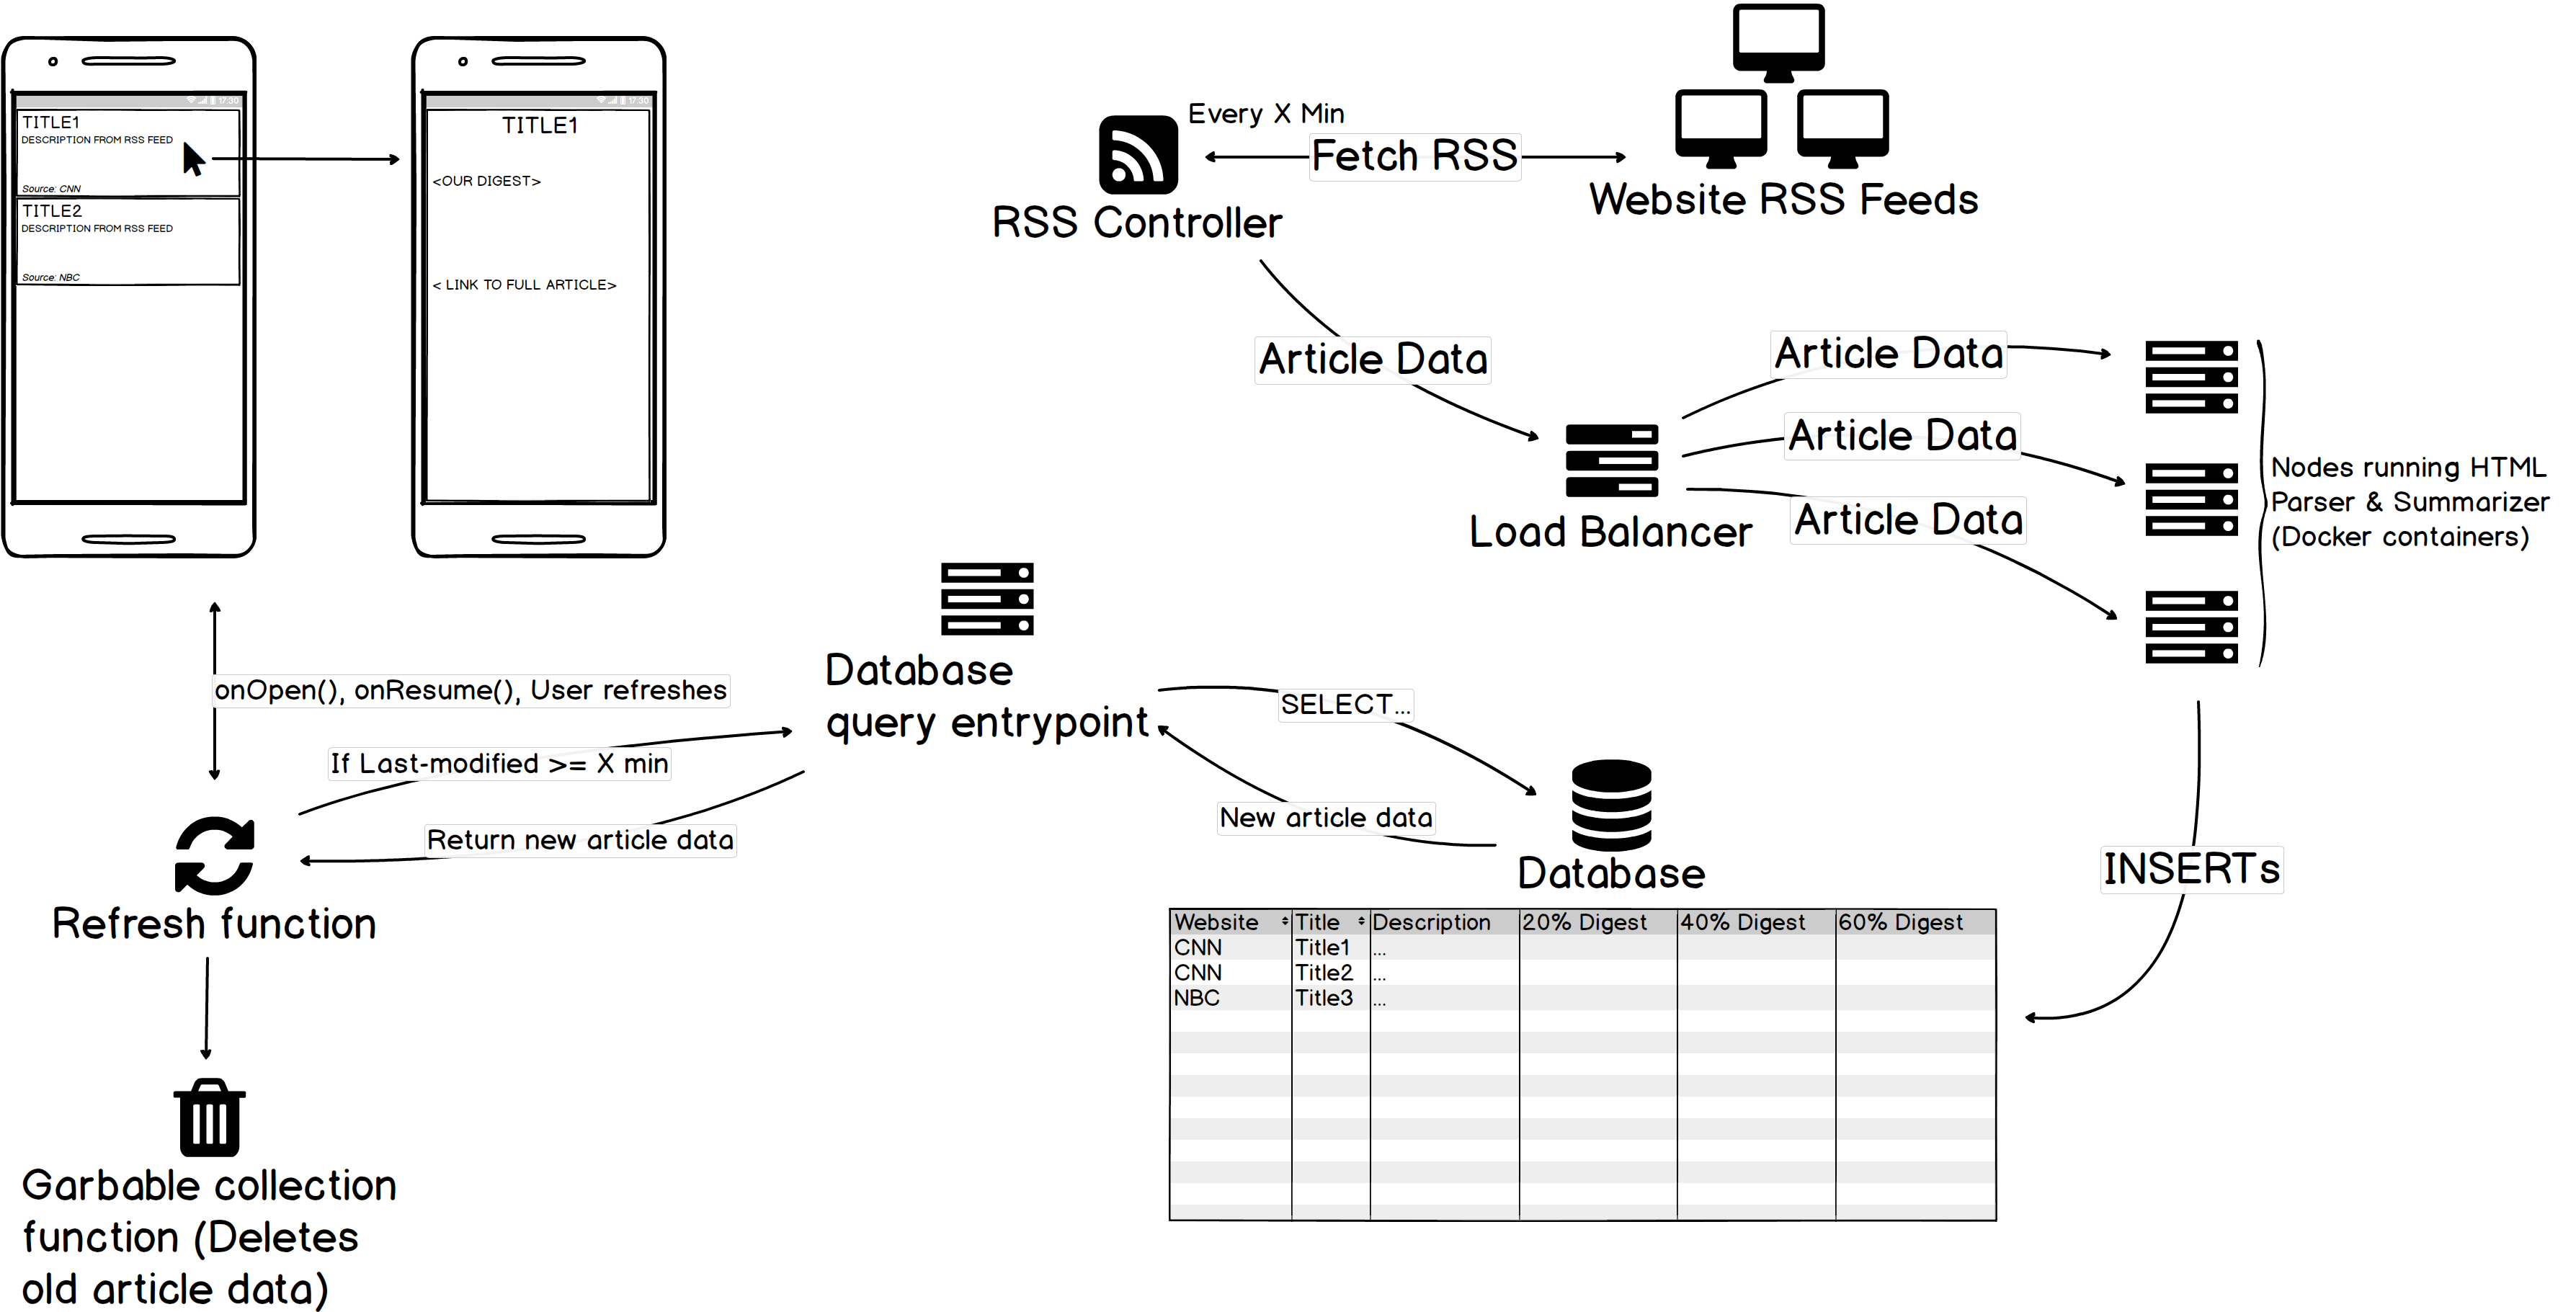 17:30
TITLE1
DESCRIPTION FROM RSS FEED
Source: CNN
TITLE2
DESCRIPTION FROM RSS FEED
Source: NBC
17:30
TITLE1
<OUR DIGEST>
< LINK TO FULL ARTICLE>
Every X Min
Fetch RSS
RSS Controller
Website RSS Feeds
Article Data
Article Data
Article Data
Article Data
Load Balancer
Nodes running HTML
Parser & Summarizer
(Docker containers)
onOpen(), onResume(), User refreshes
Database
query entrypoint
SELECT...
If Last-modified >= X min
Return new article data
New article data
Refresh function
Database
INSERTs
Website Title Description 20% Digest 40% Digest 60% Digest
CNN Title1 ...
CNN Title2 ...
NBC Title3 ...
Garbable collection
function (Deletes
old article data)